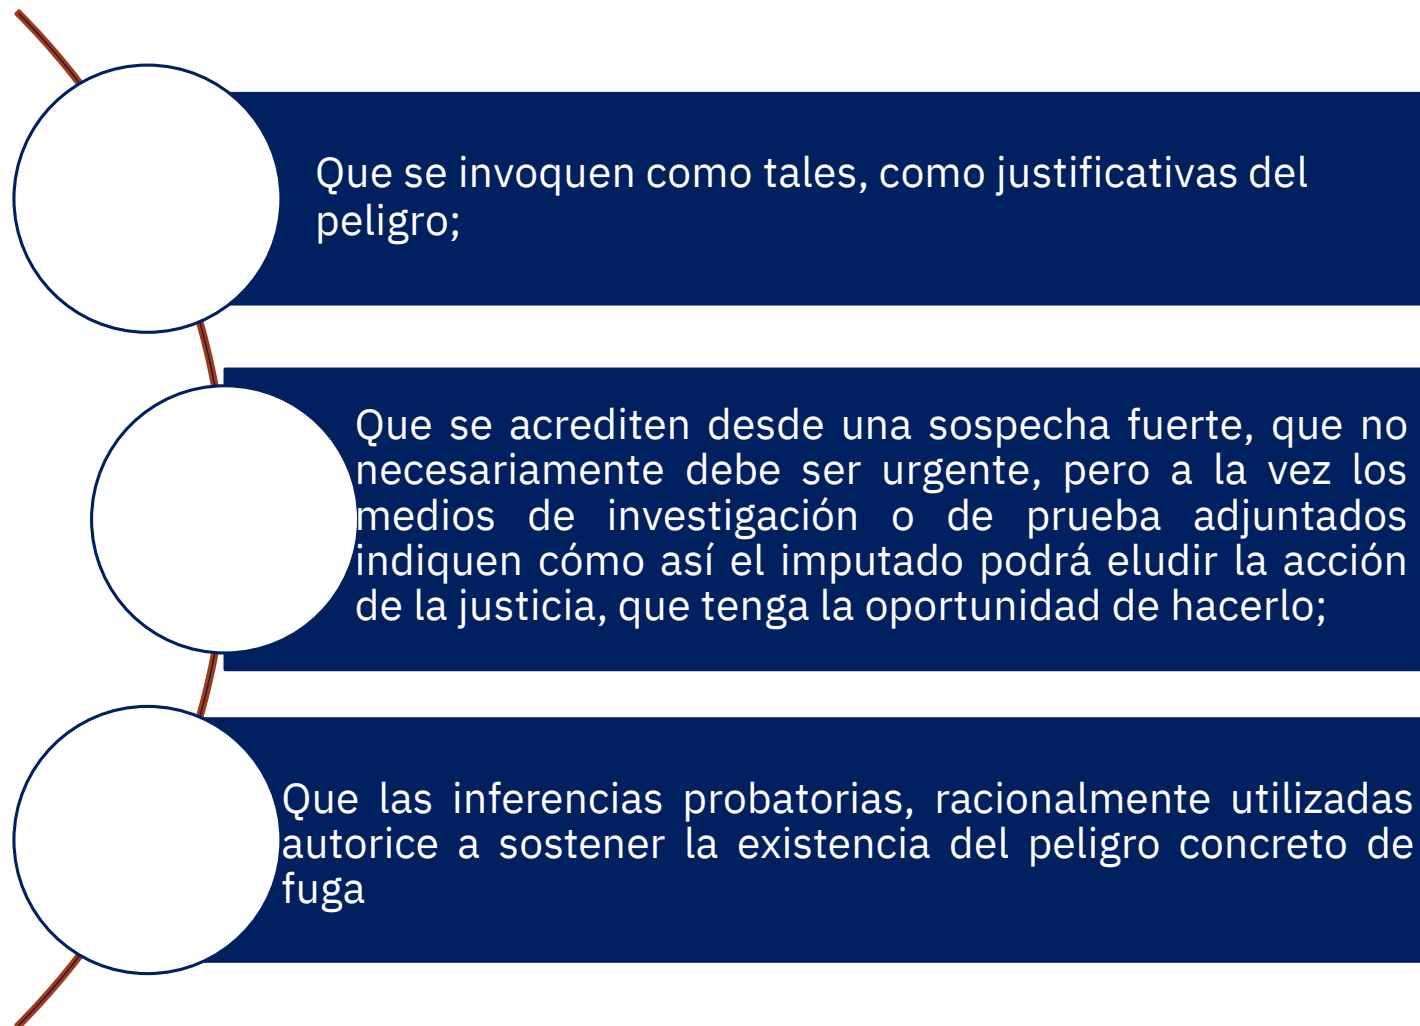 Que se invoquen como tales, como justificativas del
peligro;
Que se acrediten desde una sospecha fuerte, que no
necesariamente debe ser urgente, pero a la vez los
medios de investigación o de prueba adjuntados
indiquen cómo así el imputado podrá eludir la acción
de la justicia, que tenga la oportunidad de hacerlo;
Que las inferencias probatorias, racionalmente utilizadas
autorice a sostener la existencia del peligro concreto de
fuga